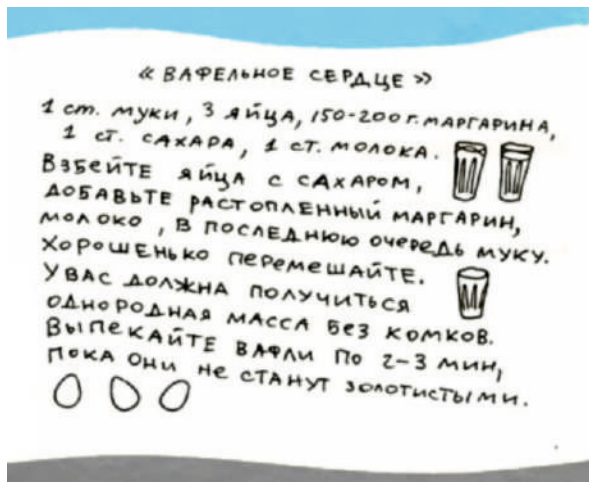 « ВАФЕЛЬНОЕ СЕРДЦЕ »
1 ст. муки, 3 яйца, 150-200 г. маргарина,
1 ст. сахара, 1 ст. молока.
Взбейте яйца с сахаром,
добавьте растопленный маргарин,
молоко, в последнюю очередь муку.
Хорошенько перемешайте.
У вас должна получиться
однородная масса без комков.
Выпекайте вафли по 2-3 мин,
пока они не станут золотистыми.